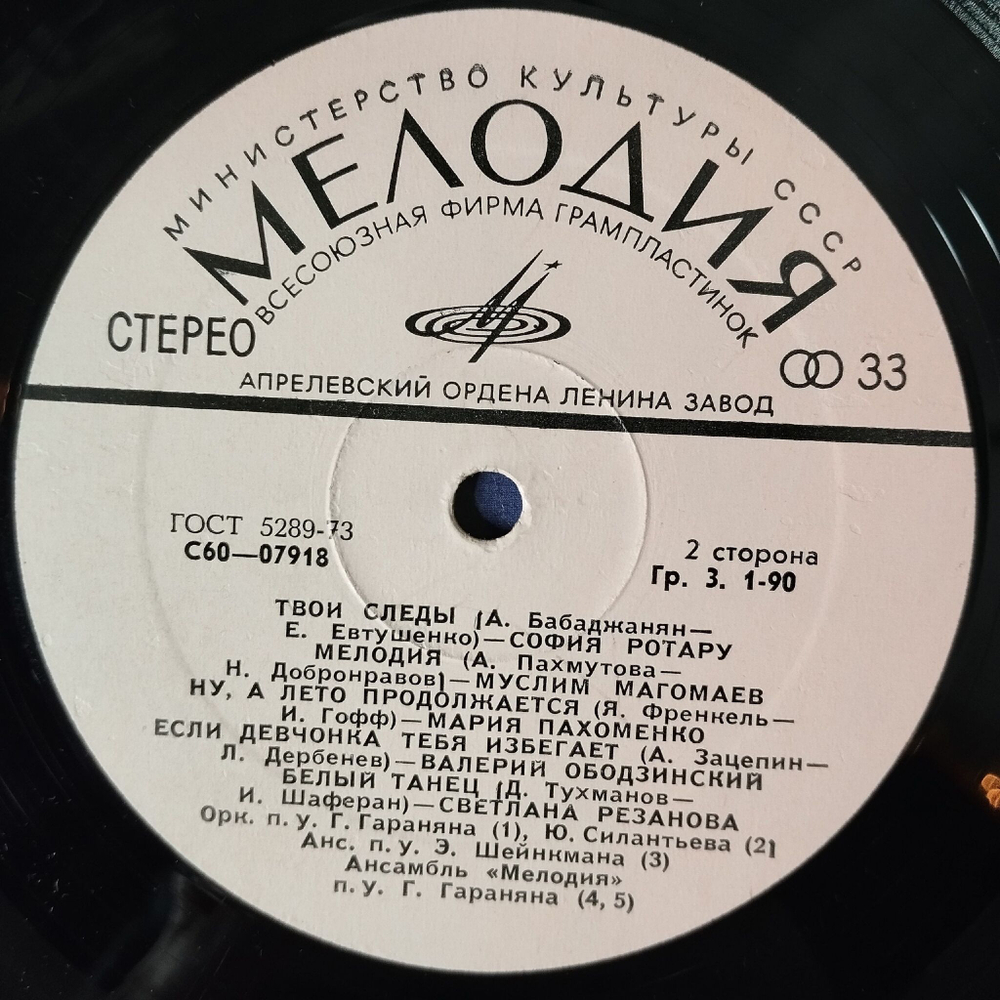 МИНИСТЕРСТВО КУЛЬТУРЫ СССР
МЕЛОДИЯ
ВСЕСОЮЗНАЯ ФИРМА ГРАМПЛАСТИНОК
СТЕРЕО
33
АПРЕЛЕВСКИЙ ОРДЕНА ЛЕНИНА ЗАВОД
ГОСТ 5289-73
С60—07918
2 сторона
Гр. 3. 1-90
ТВОИ СЛЕДЫ (А. Бабаджанян—
Е. Евтушенко)—СОФИЯ РОТАРУ
МЕЛОДИЯ (А. Пахмутова—
Н. Добронравов)—МУСЛИМ МАГОМАЕВ
НУ, А ЛЕТО ПРОДОЛЖАЕТСЯ (Я. Френкель—
И. Гофф)—МАРИЯ ПАХОМЕНКО
ЕСЛИ ДЕВЧОНКА ТЕБЯ ИЗБЕГАЕТ (А. Зацепин—
Л. Дербенев)—ВАЛЕРИЙ ОБОДЗИНСКИЙ
БЕЛЫЙ ТАНЕЦ (Д. Тухманов—
И. Шаферан)—СВЕТЛАНА РЕЗАНОВА
Орк. п. у. Г. Гараняна (1), Ю. Силантьева (2)
Анс. п. у. Э. Шейнкмана (3)
Ансамбль «Мелодия»
п. у. Г. Гараняна (4, 5)